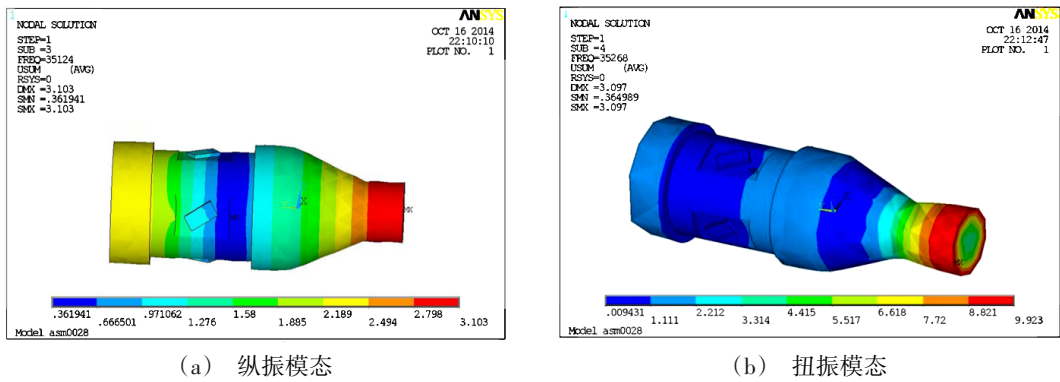 1
ANSYS
NODAL SOLUTION
OCT 16 2014
22:10:10
PLOT NO. 1
STEP=1
SUB =3
FREQ=35124
USUM (AVG)
RSYS=0
DMX =3.103
SMN =.361941
SMX =3.103
Y
X
MX
.361941 .971062 1.58 2.189 2.798
.666501 1.276 1.885 2.494 3.103
Model asm0028
(a) 纵振模态
1
ANSYS
NODAL SOLUTION
OCT 16 2014
22:12:47
PLOT NO. 1
STEP=1
SUB =4
FREQ=35268
USUM (AVG)
RSYS=0
DMX =3.097
SMN =.364989
SMX =3.097
.009431 2.212 4.415 6.618 8.821
1.111 3.314 5.517 7.72 9.923
Model asm0028
(b) 扭振模态